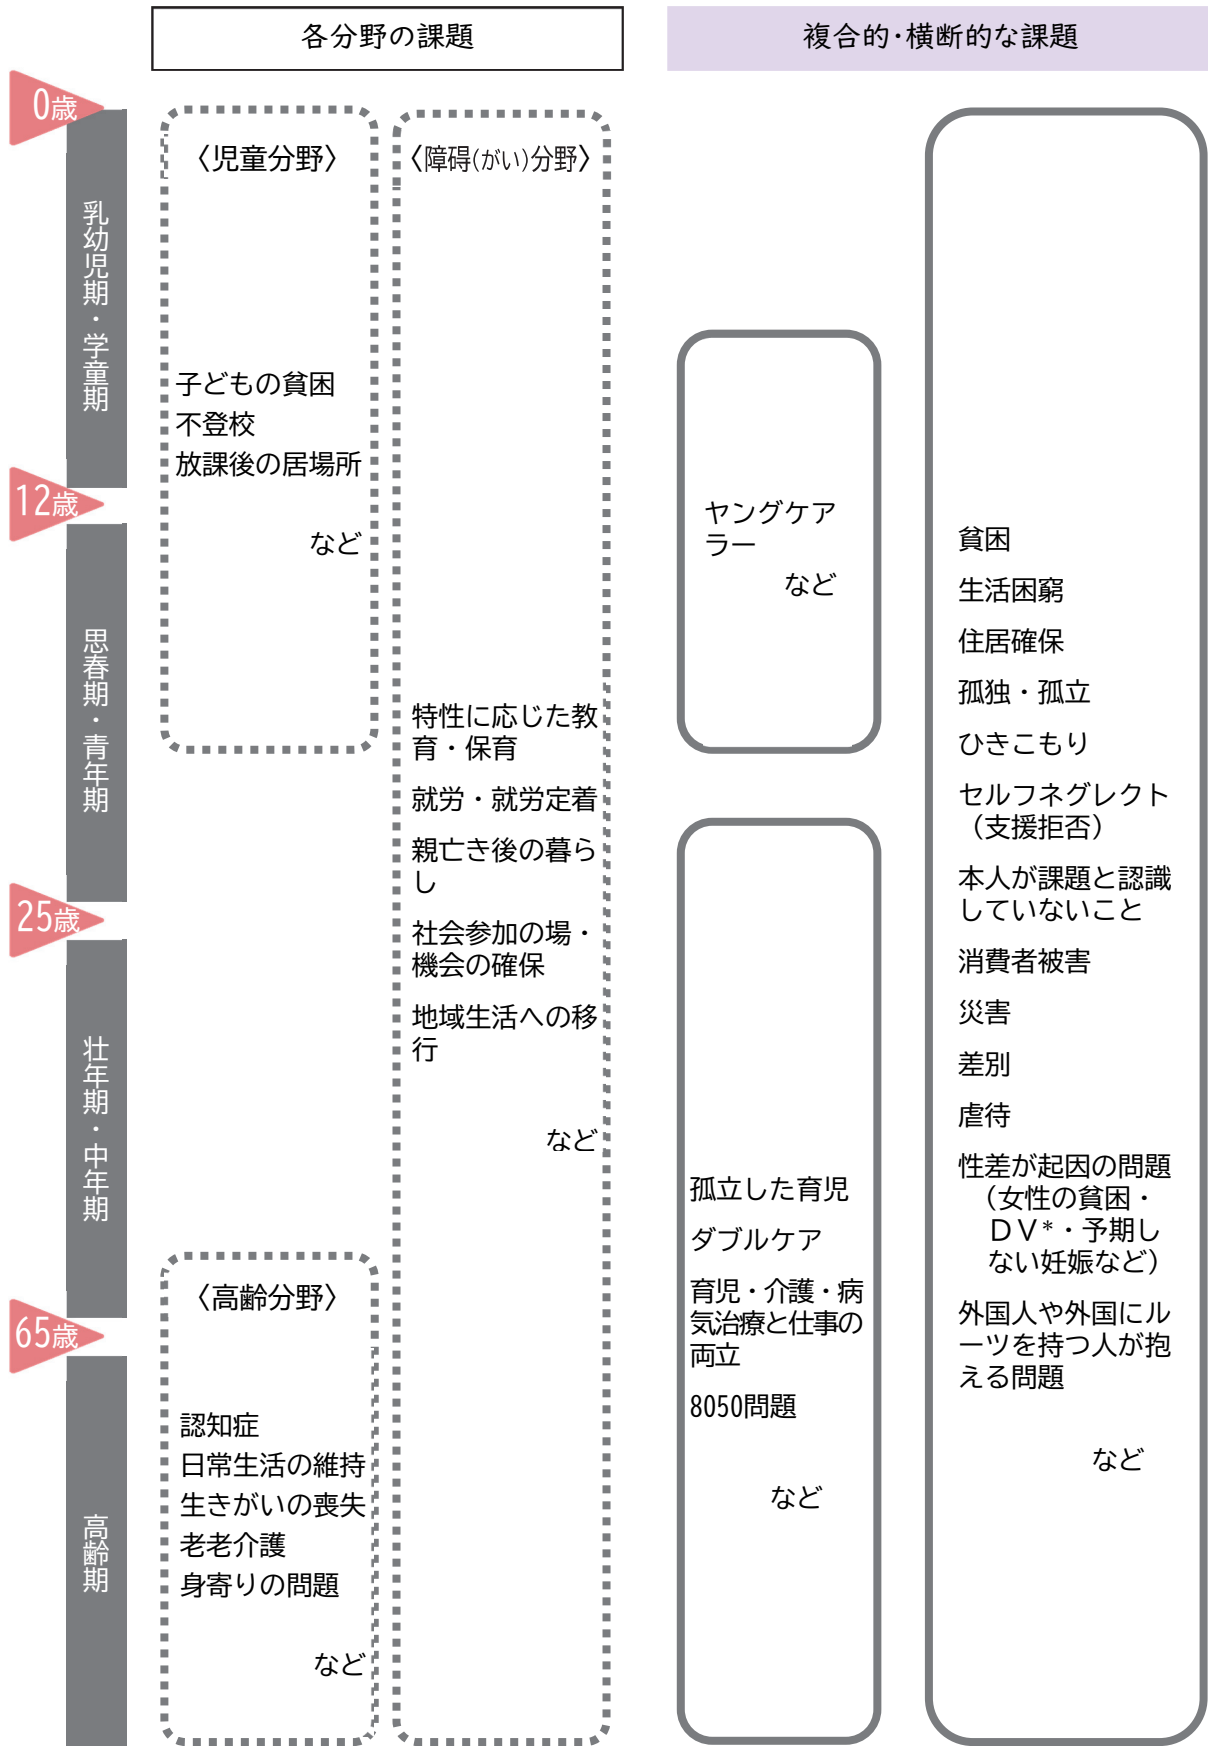 各分野の課題
複合的・横断的な課題
0歳
乳幼児期・学童期
12歳
思春期・青年期
25歳
壮年期・中年期
65歳
高齢期
〈児童分野〉
子どもの貧困
不登校
放課後の居場所
など
〈障碍(がい)分野〉
特性に応じた教
育・保育
就労・就労定着
親亡き後の暮ら
し
社会参加の場・
機会の確保
地域生活への移
行
など
〈高齢分野〉
認知症
日常生活の維持
生きがいの喪失
老老介護
身寄りの問題
など
ヤングケア
ラー
など
孤立した育児
ダブルケア
育児・介護・病
気治療と仕事の
両立
8050問題
など
貧困
生活困窮
住居確保
孤独・孤立
ひきこもり
セルフネグレクト
（支援拒否）
本人が課題と認識
していないこと
消費者被害
災害
差別
虐待
性差が起因の問題
（女性の貧困・
ＤＶ*・予期し
ない妊娠など）
外国人や外国にル
ーツを持つ人が抱
える問題
など